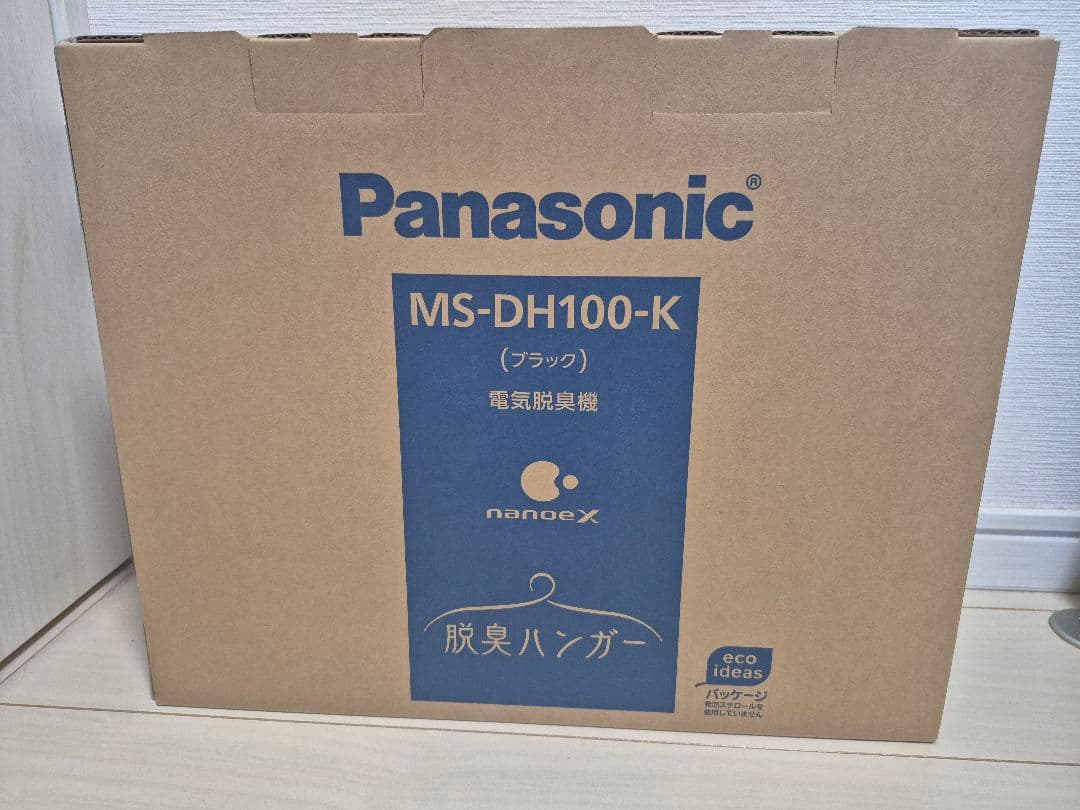 Panasonic®
MS-DH100-K
(ブラック)
電気脱臭機
nanoeX
脱臭ハンガー
eco
ideas
パッケージ
発泡スチロールを
使用していません